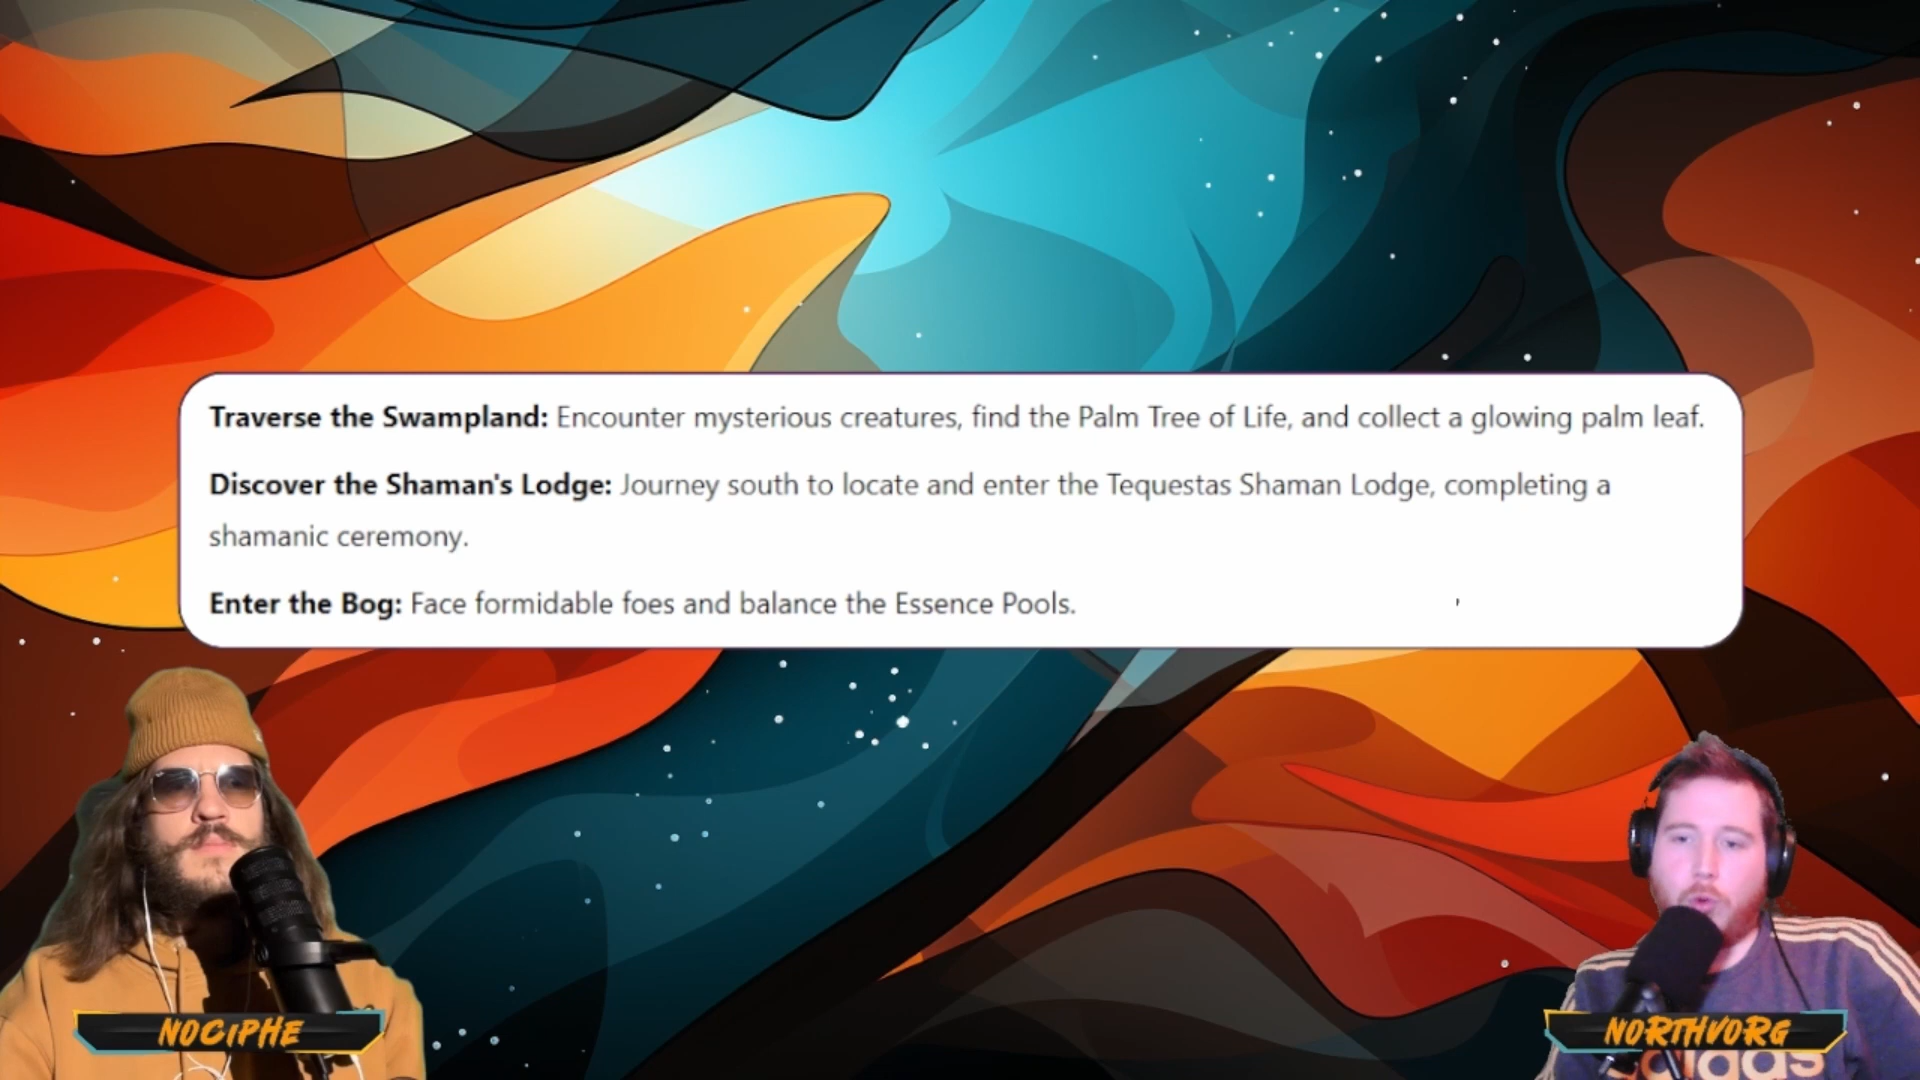 Traverse the Swampland: Encounter mysterious creatures, find the Palm Tree of Life, and collect a glowing palm leaf.
Discover the Shaman's Lodge: Journey south to locate and enter the Tequestas Shaman Lodge, completing a
shamanic ceremony.
Enter the Bog: Face formidable foes and balance the Essence Pools.
NOCiPHE
NORTHVORG
adidas